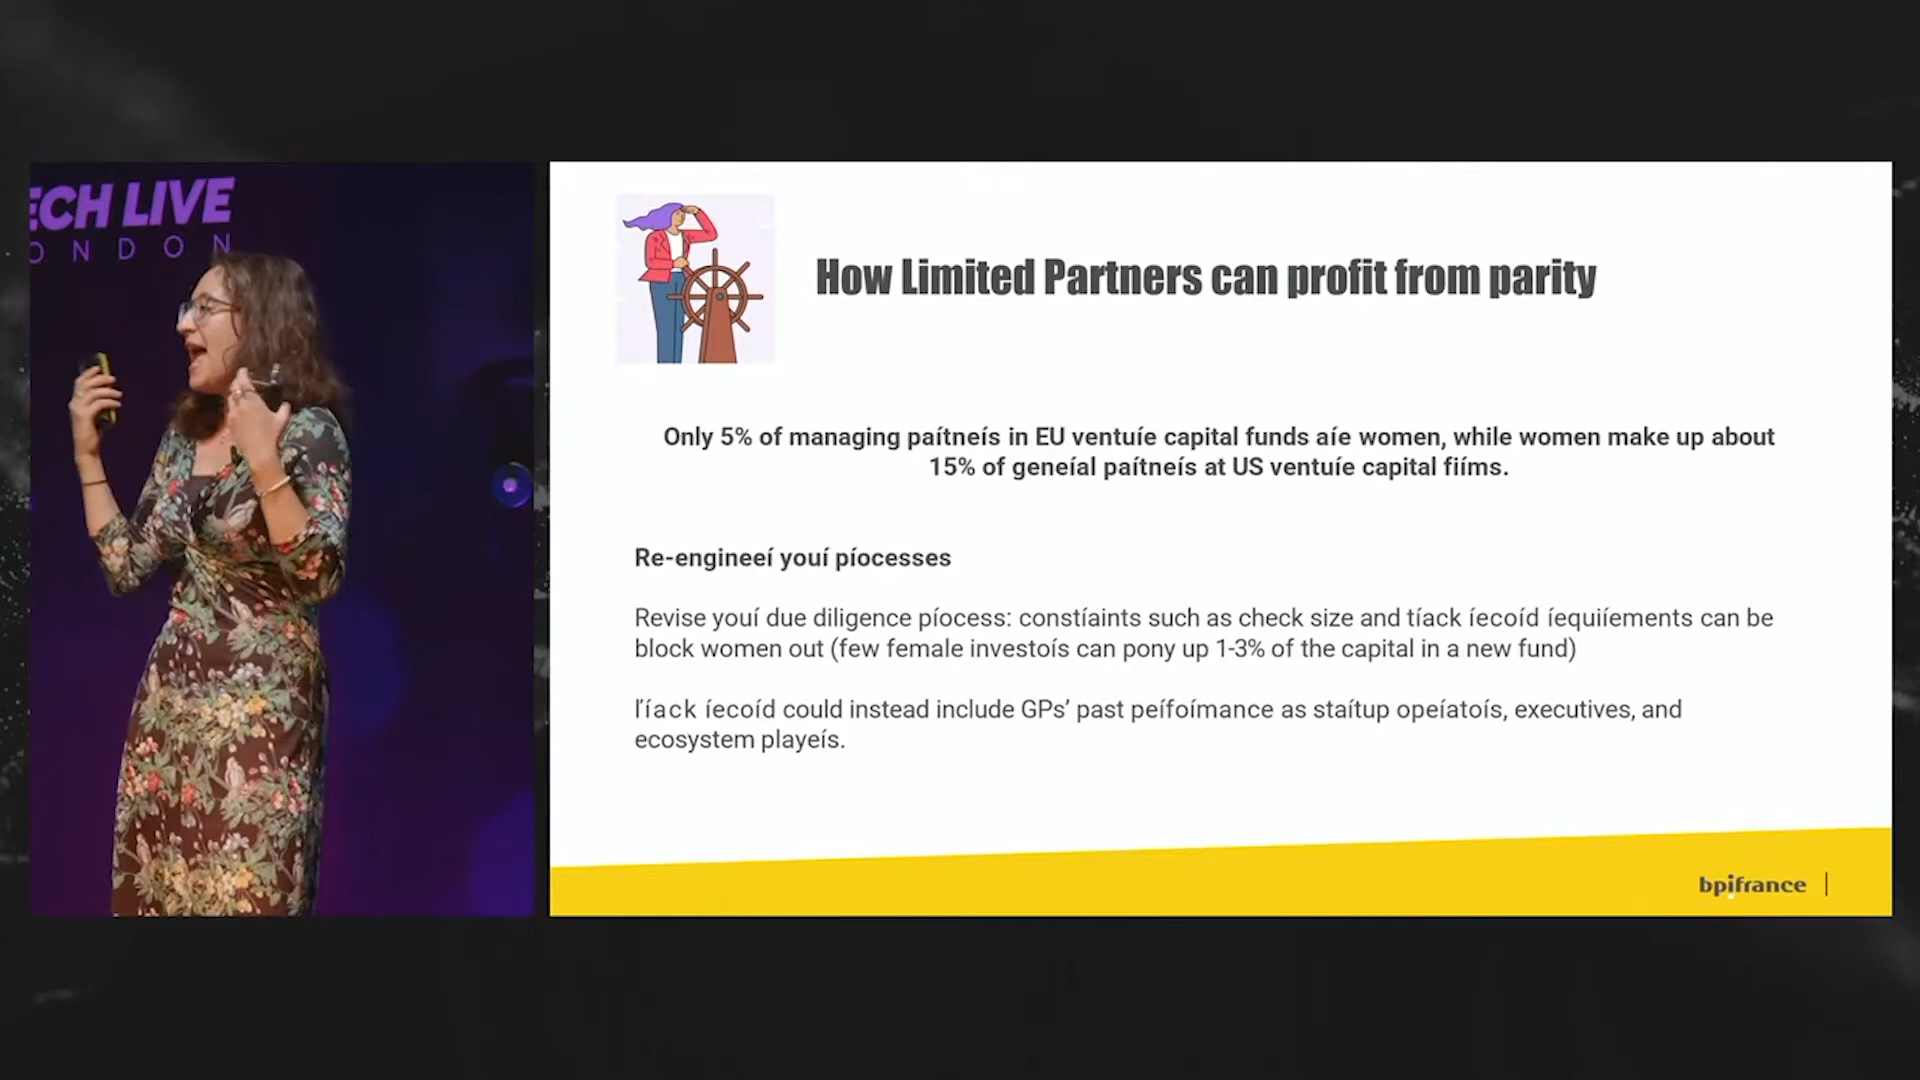 ECH LIVE
ONDON
How Limited Partners can profit from parity
Only 5% of managing paítneís in EU ventuíe capital funds aíe women, while women make up about
15% of geneíal paítneís at US ventuíe capital fiíms.
Re-engineeí youí píocesses
Revise youí due diligence píocess: constíaints such as check size and tíack íecoíd íequiíements can be
block women out (few female investoís can pony up 1-3% of the capital in a new fund)
ľíack íecoíd could instead include GPs’ past peífoímance as staítup opeíatoís, executives, and
ecosystem playeís.
bpifrance